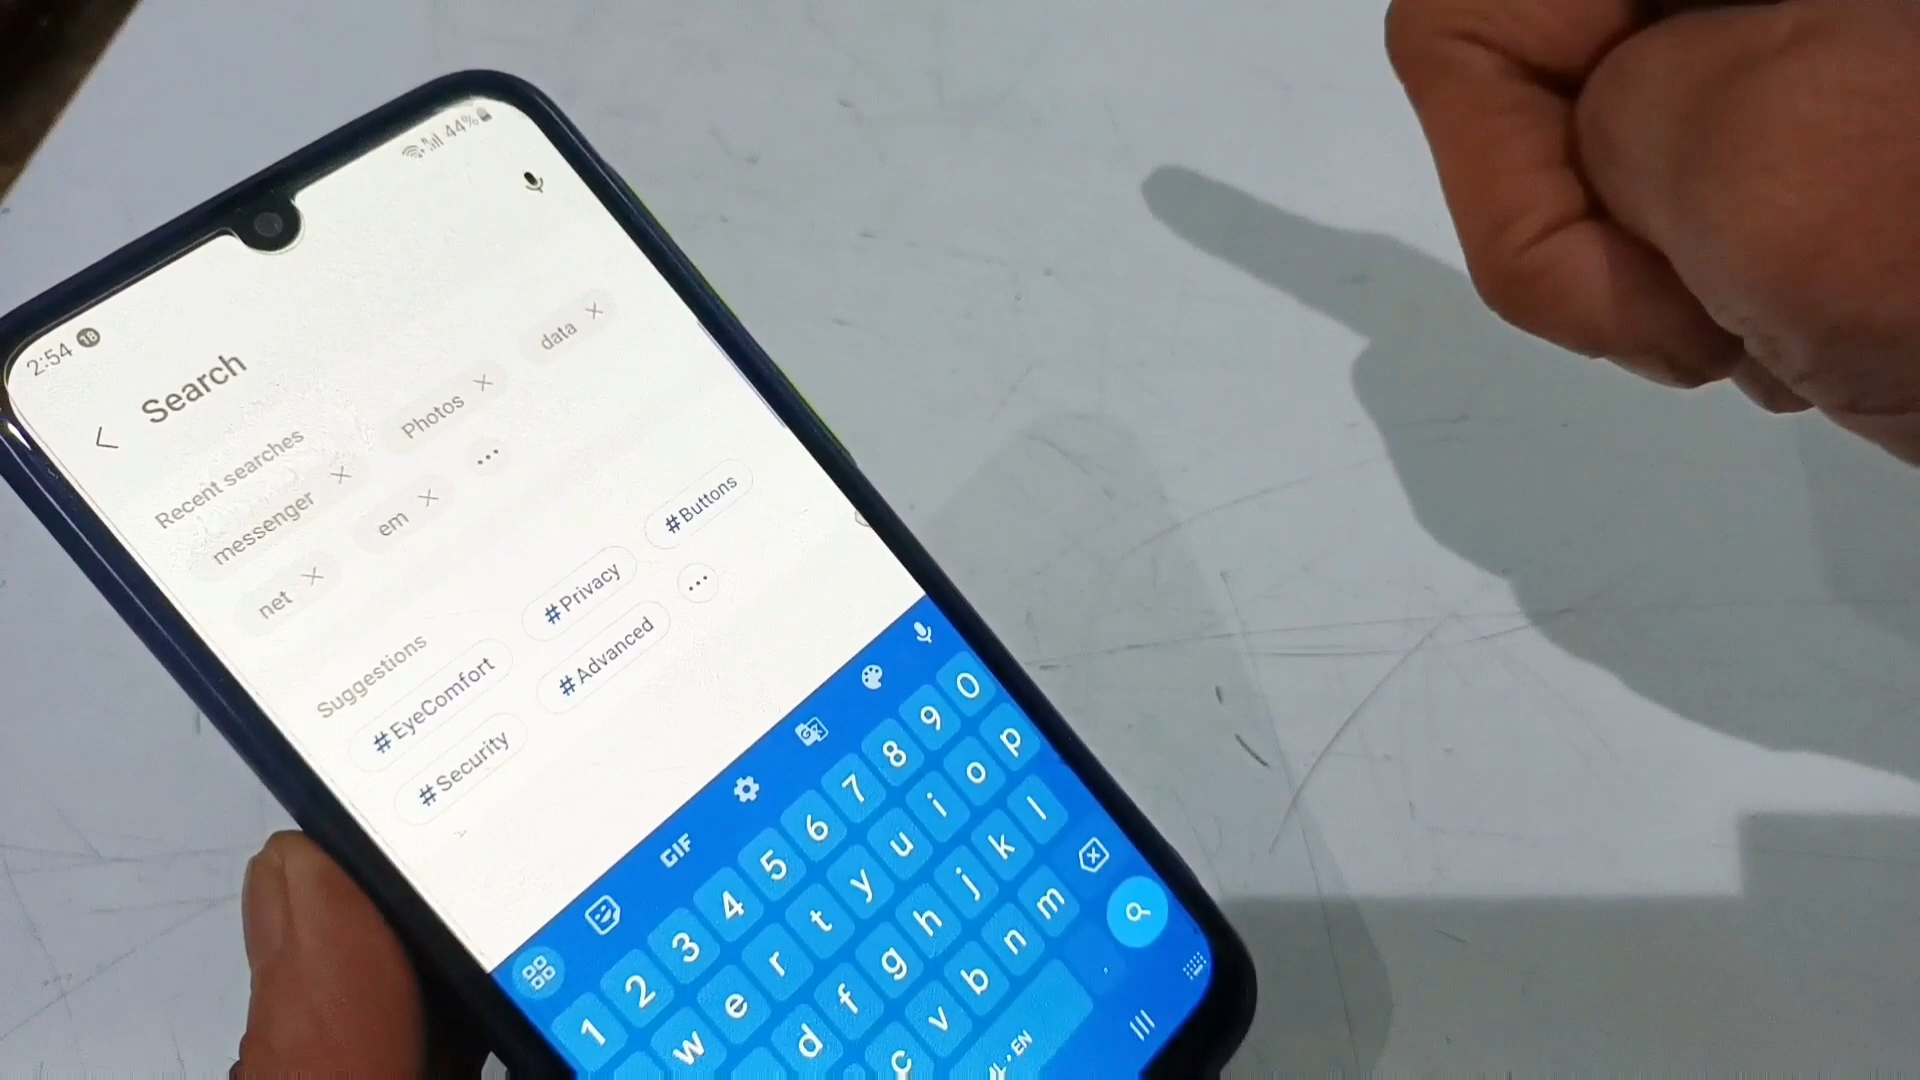 2:54 18 44%
Search
Recent searches
messenger Photos data
net em ...
Suggestions
#EyeComfort #Privacy #Buttons
#Security #Advanced ...
GIF
1 2 3 4 5 6 7 8 9 0
w e r t y u i o p
d f g h j k l
c v b n m
EN